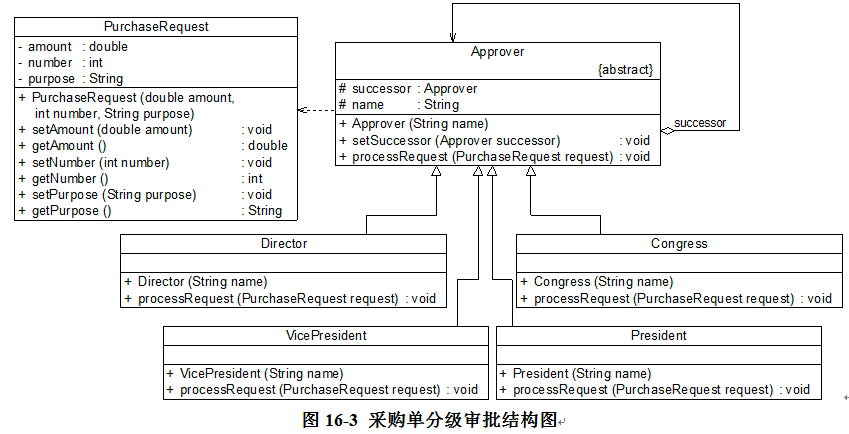 PurchaseRequest
- amount : double
- number : int
- purpose : String
+ PurchaseRequest (double amount,
int number, String purpose)
+ setAmount (double amount) : void
+ getAmount () : double
+ setNumber (int number) : void
+ getNumber () : int
+ setPurpose (String purpose) : void
+ getPurpose () : String
Approver
{abstract}
# successor : Approver
# name : String
+ Approver (String name)
+ setSuccessor (Approver successor) : void
+ processRequest (PurchaseRequest request) : void
successor
Director
+ Director (String name)
+ processRequest (PurchaseRequest request) : void
Congress
+ Congress (String name)
+ processRequest (PurchaseRequest request) : void
VicePresident
+ VicePresident (String name)
+ processRequest (PurchaseRequest request) : void
President
+ President (String name)
+ processRequest (PurchaseRequest request) : void
图 16-3 采购单分级审批结构图